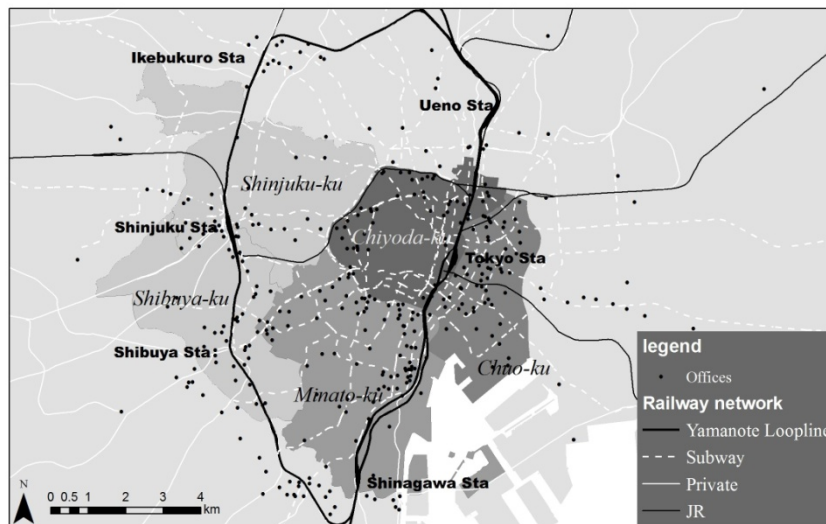 Ikebukuro Sta
Ueno Sta
Shinjuku-ku
Shinjuku Sta
Chiyoda-ku
Tokyo Sta
Shibuya-ku
Shibuya Sta
Minato-ku
Chuo-ku
Shinagawa Sta
legend
Offices
Railway network
Yamanote Loopline
Subway
Private
JR
N
0 0.5 1 2 3 4
km